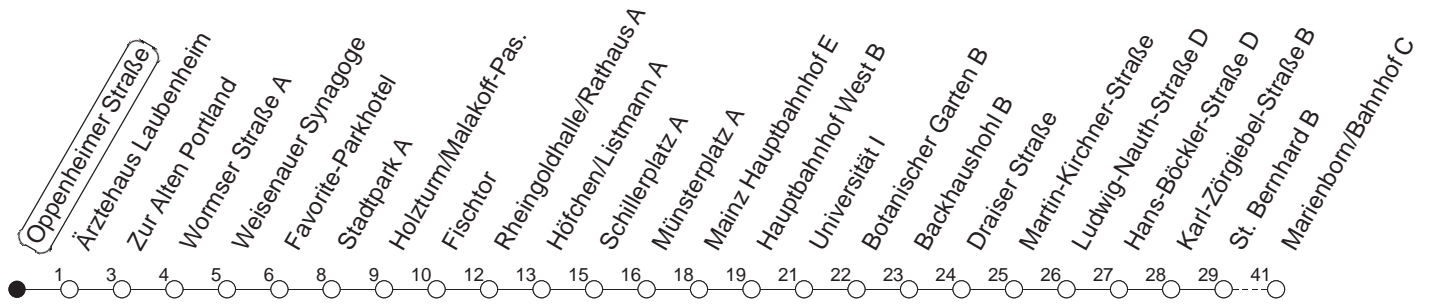 Oppenheimer Straße
Ärztehaus Laubenheim
Zur Alten Portland
Wormser Straße A
Weisenauer Synagoge
Favorite-Parkhotel
Stadtpark A
Holzturm/Malakoff-Pas.
Fischtor
Rheingoldhalle/Rathaus A
Höfchen/Listmann A
Schillerplatz A
Münsterplatz A
Mainz Hauptbahnhof E
Hauptbahnhof West B
Universität I
Botanischer Garten B
Backhaushohl B
Draiser Straße
Martin-Kirchner-Straße
Ludwig-Nauth-Straße D
Hans-Böckler-Straße D
Karl-Zörgiebel-Straße B
St. Bernhard B
Marienborn/Bahnhof C
1 3 4 5 6 8 9 10 12 13 15 16 18 19 21 22 23 24 25 26 27 28 29 41